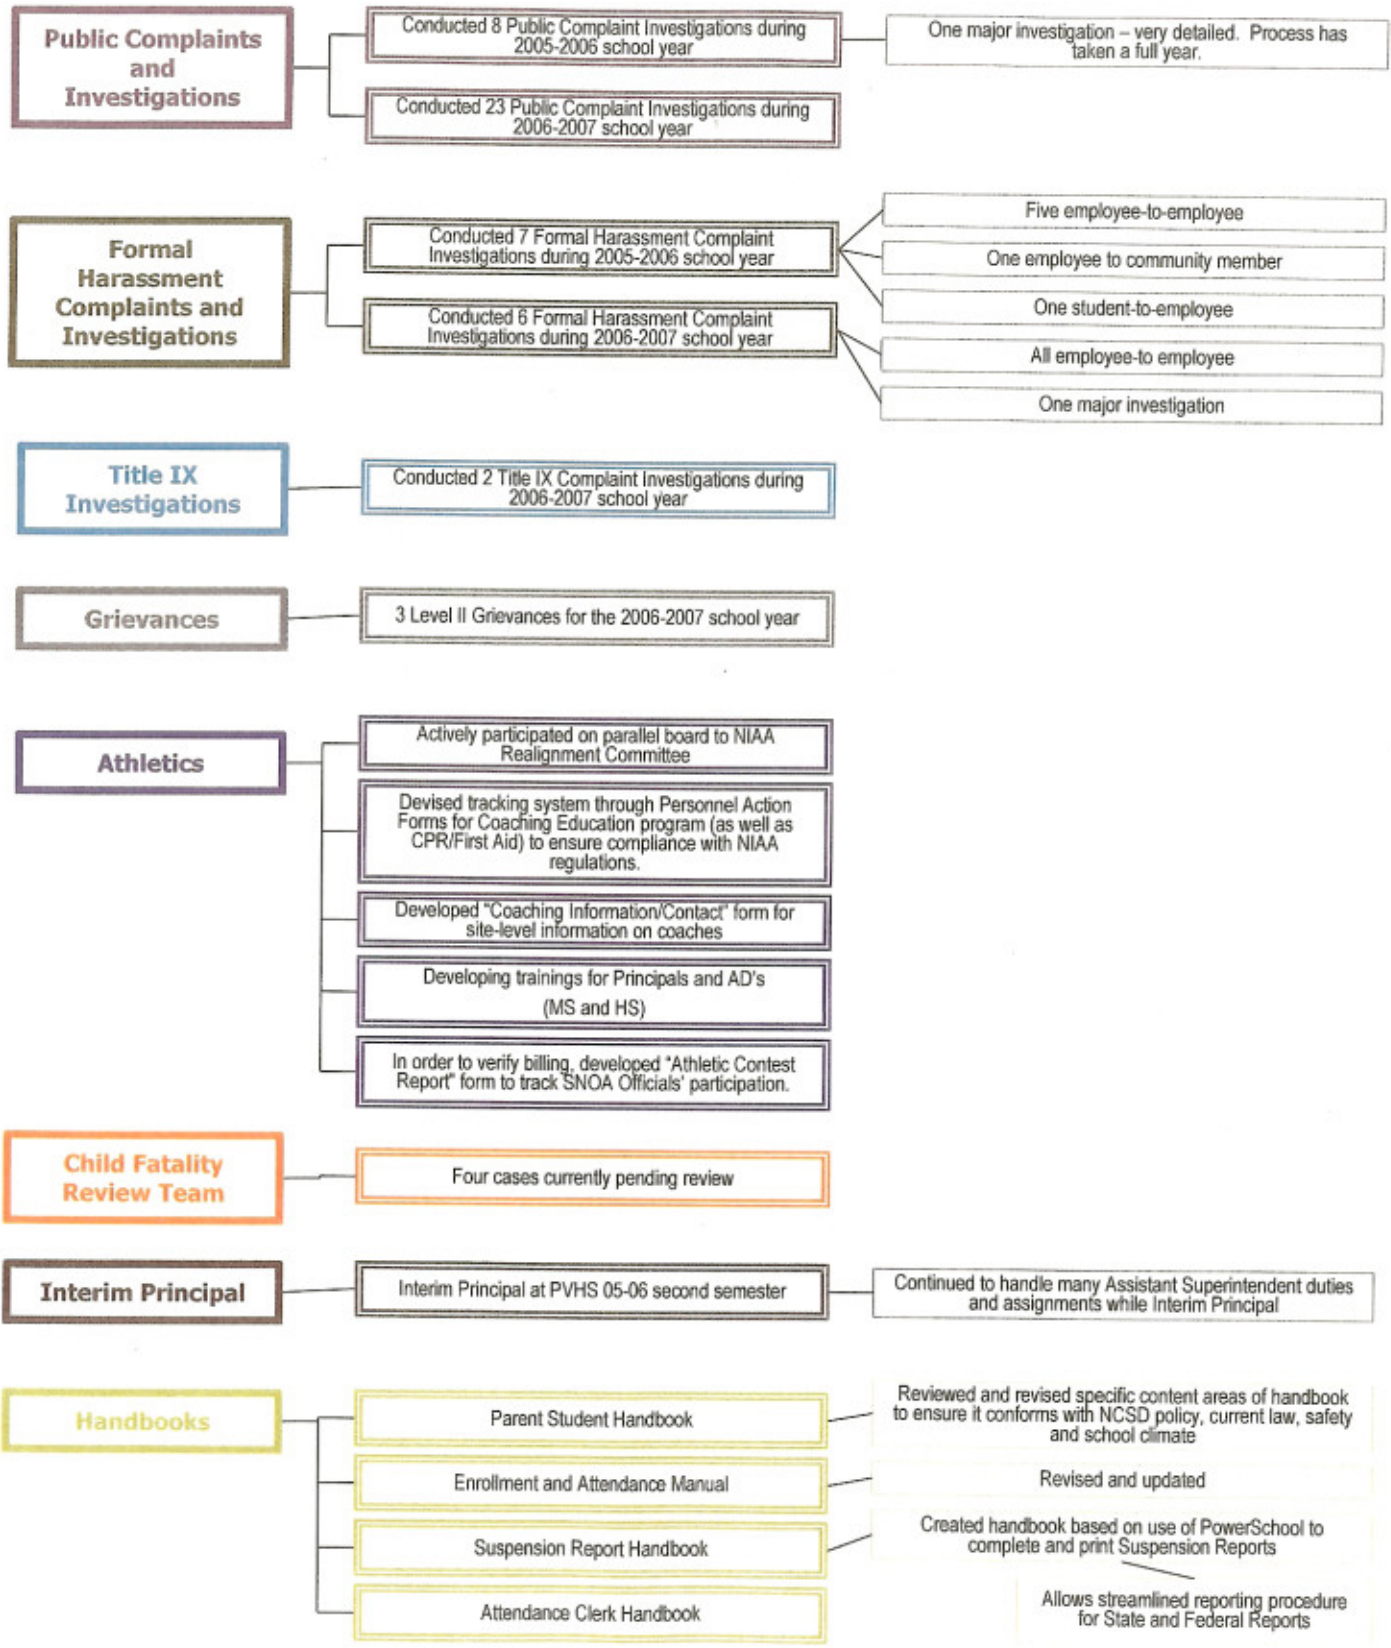 Public Complaints
and
Investigations
Conducted 8 Public Complaint Investigations during
2005-2006 school year
One major investigation – very detailed.  Process has
taken a full year.
Conducted 23 Public Complaint Investigations during
2006-2007 school year
Formal
Harassment
Complaints and
Investigations
Conducted 7 Formal Harassment Complaint
Investigations during 2005-2006 school year
Five employee-to-employee
One employee to community member
One student-to-employee
Conducted 6 Formal Harassment Complaint
Investigations during 2006-2007 school year
All employee-to employee
One major investigation
Title IX
Investigations
Conducted 2 Title IX Complaint Investigations during
2006-2007 school year
Grievances
3 Level II Grievances for the 2006-2007 school year
Athletics
Actively participated on parallel board to NIAA
Realignment Committee
Devised tracking system through Personnel Action
Forms for Coaching Education program (as well as
CPR/First Aid) to ensure compliance with NIAA
regulations.
Developed "Coaching Information/Contact" form for
site-level information on coaches
Developing trainings for Principals and AD's
(MS and HS)
In order to verify billing, developed "Athletic Contest
Report" form to track SNOA Officials' participation.
Child Fatality
Review Team
Four cases currently pending review
Interim Principal
Interim Principal at PVHS 05-06 second semester
Continued to handle many Assistant Superintendent duties
and assignments while Interim Principal
Handbooks
Parent Student Handbook
Reviewed and revised specific content areas of handbook
to ensure it conforms with NCSD policy, current law, safety
and school climate
Enrollment and Attendance Manual
Revised and updated
Suspension Report Handbook
Created handbook based on use of PowerSchool to
complete and print Suspension Reports
Allows streamlined reporting procedure
for State and Federal Reports
Attendance Clerk Handbook